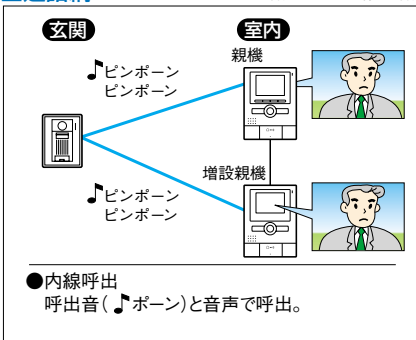 玄関
室内
親機
♪ピンポーン
ピンポーン
増設親機
♪ピンポーン
ピンポーン
●内線呼出
呼出音(♪ポーン)と音声で呼出。